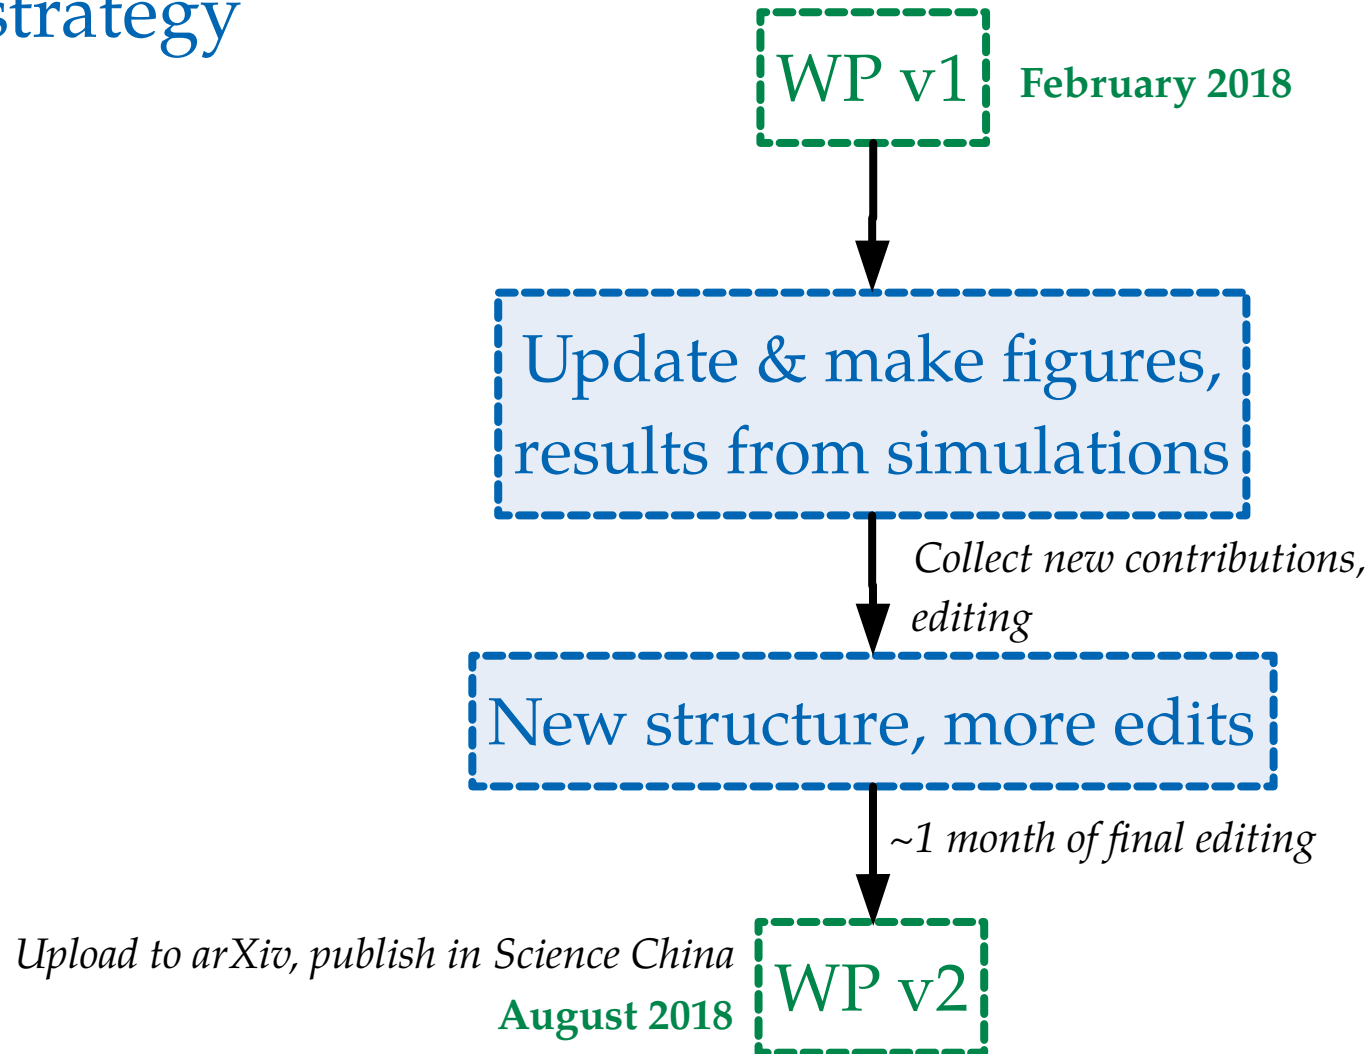 strategy
WP v1
February 2018
Update & make figures,
results from simulations
Collect new contributions,
editing
New structure, more edits
~1 month of final editing
Upload to arXiv, publish in Science China
August 2018
WP v2